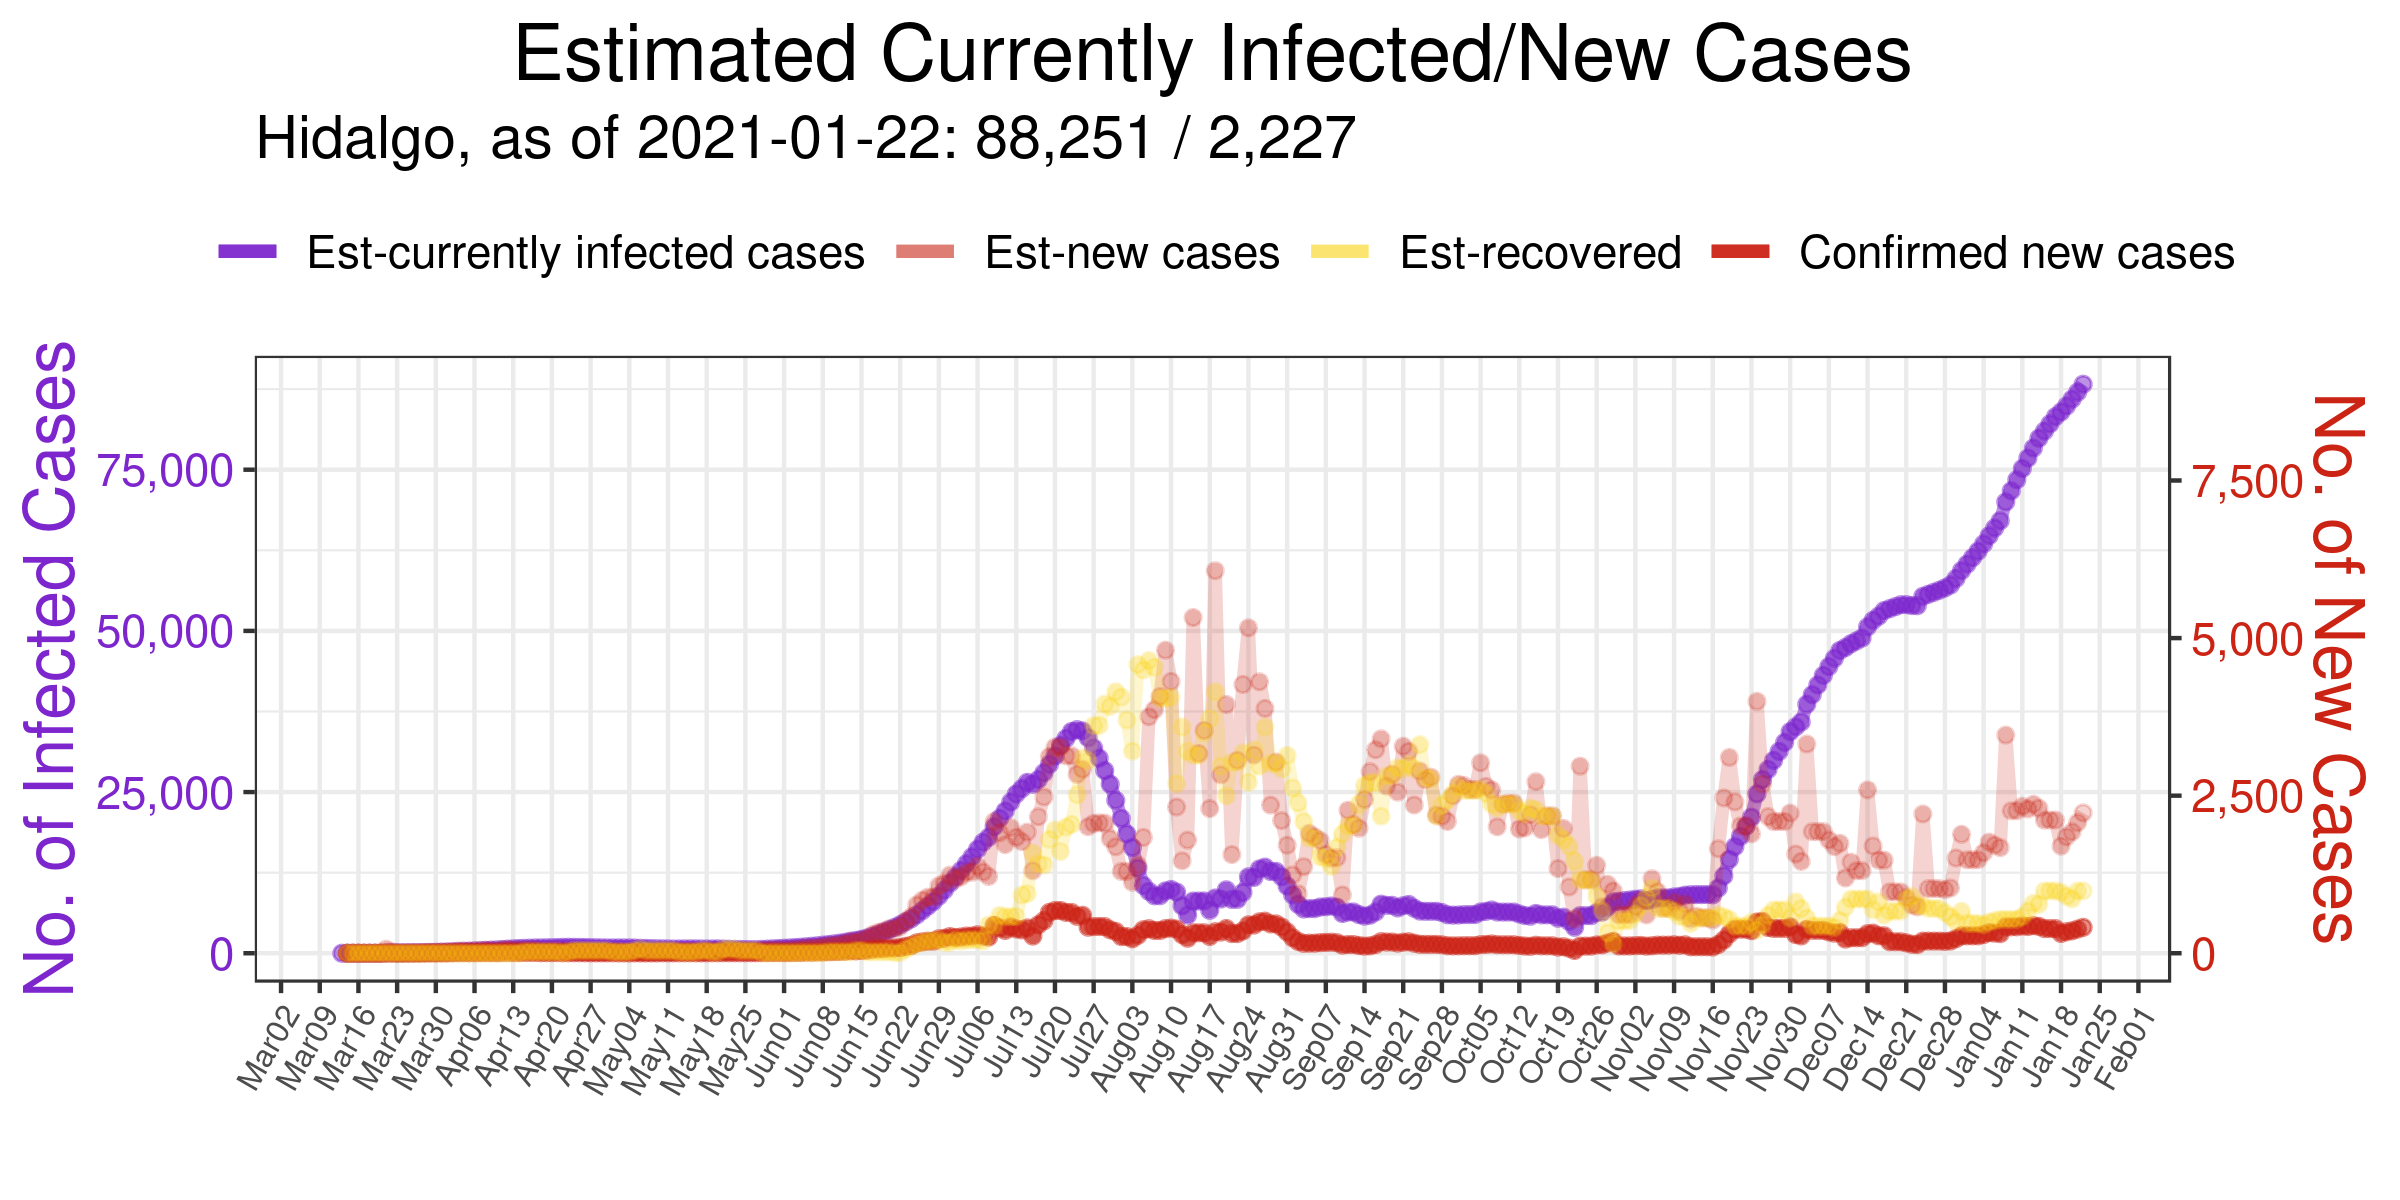 Estimated Currently Infected/New Cases
Hidalgo, as of 2021-01-22: 88,251 / 2,227
Est-currently infected cases
Est-new cases
Est-recovered
Confirmed new cases
No. of Infected Cases
75,000
50,000
25,000
0
7,500
5,000
2,500
0
No. of New Cases
Mar02
Mar09
Mar16
Mar23
Mar30
Apr06
Apr13
Apr20
Apr27
May04
May11
May18
May25
Jun01
Jun08
Jun15
Jun22
Jun29
Jul06
Jul13
Jul20
Jul27
Aug03
Aug10
Aug17
Aug24
Aug31
Sep07
Sep14
Sep21
Sep28
Oct05
Oct12
Oct19
Oct26
Nov02
Nov09
Nov16
Nov23
Nov30
Dec07
Dec14
Dec21
Dec28
Jan04
Jan11
Jan18
Jan25
Feb01